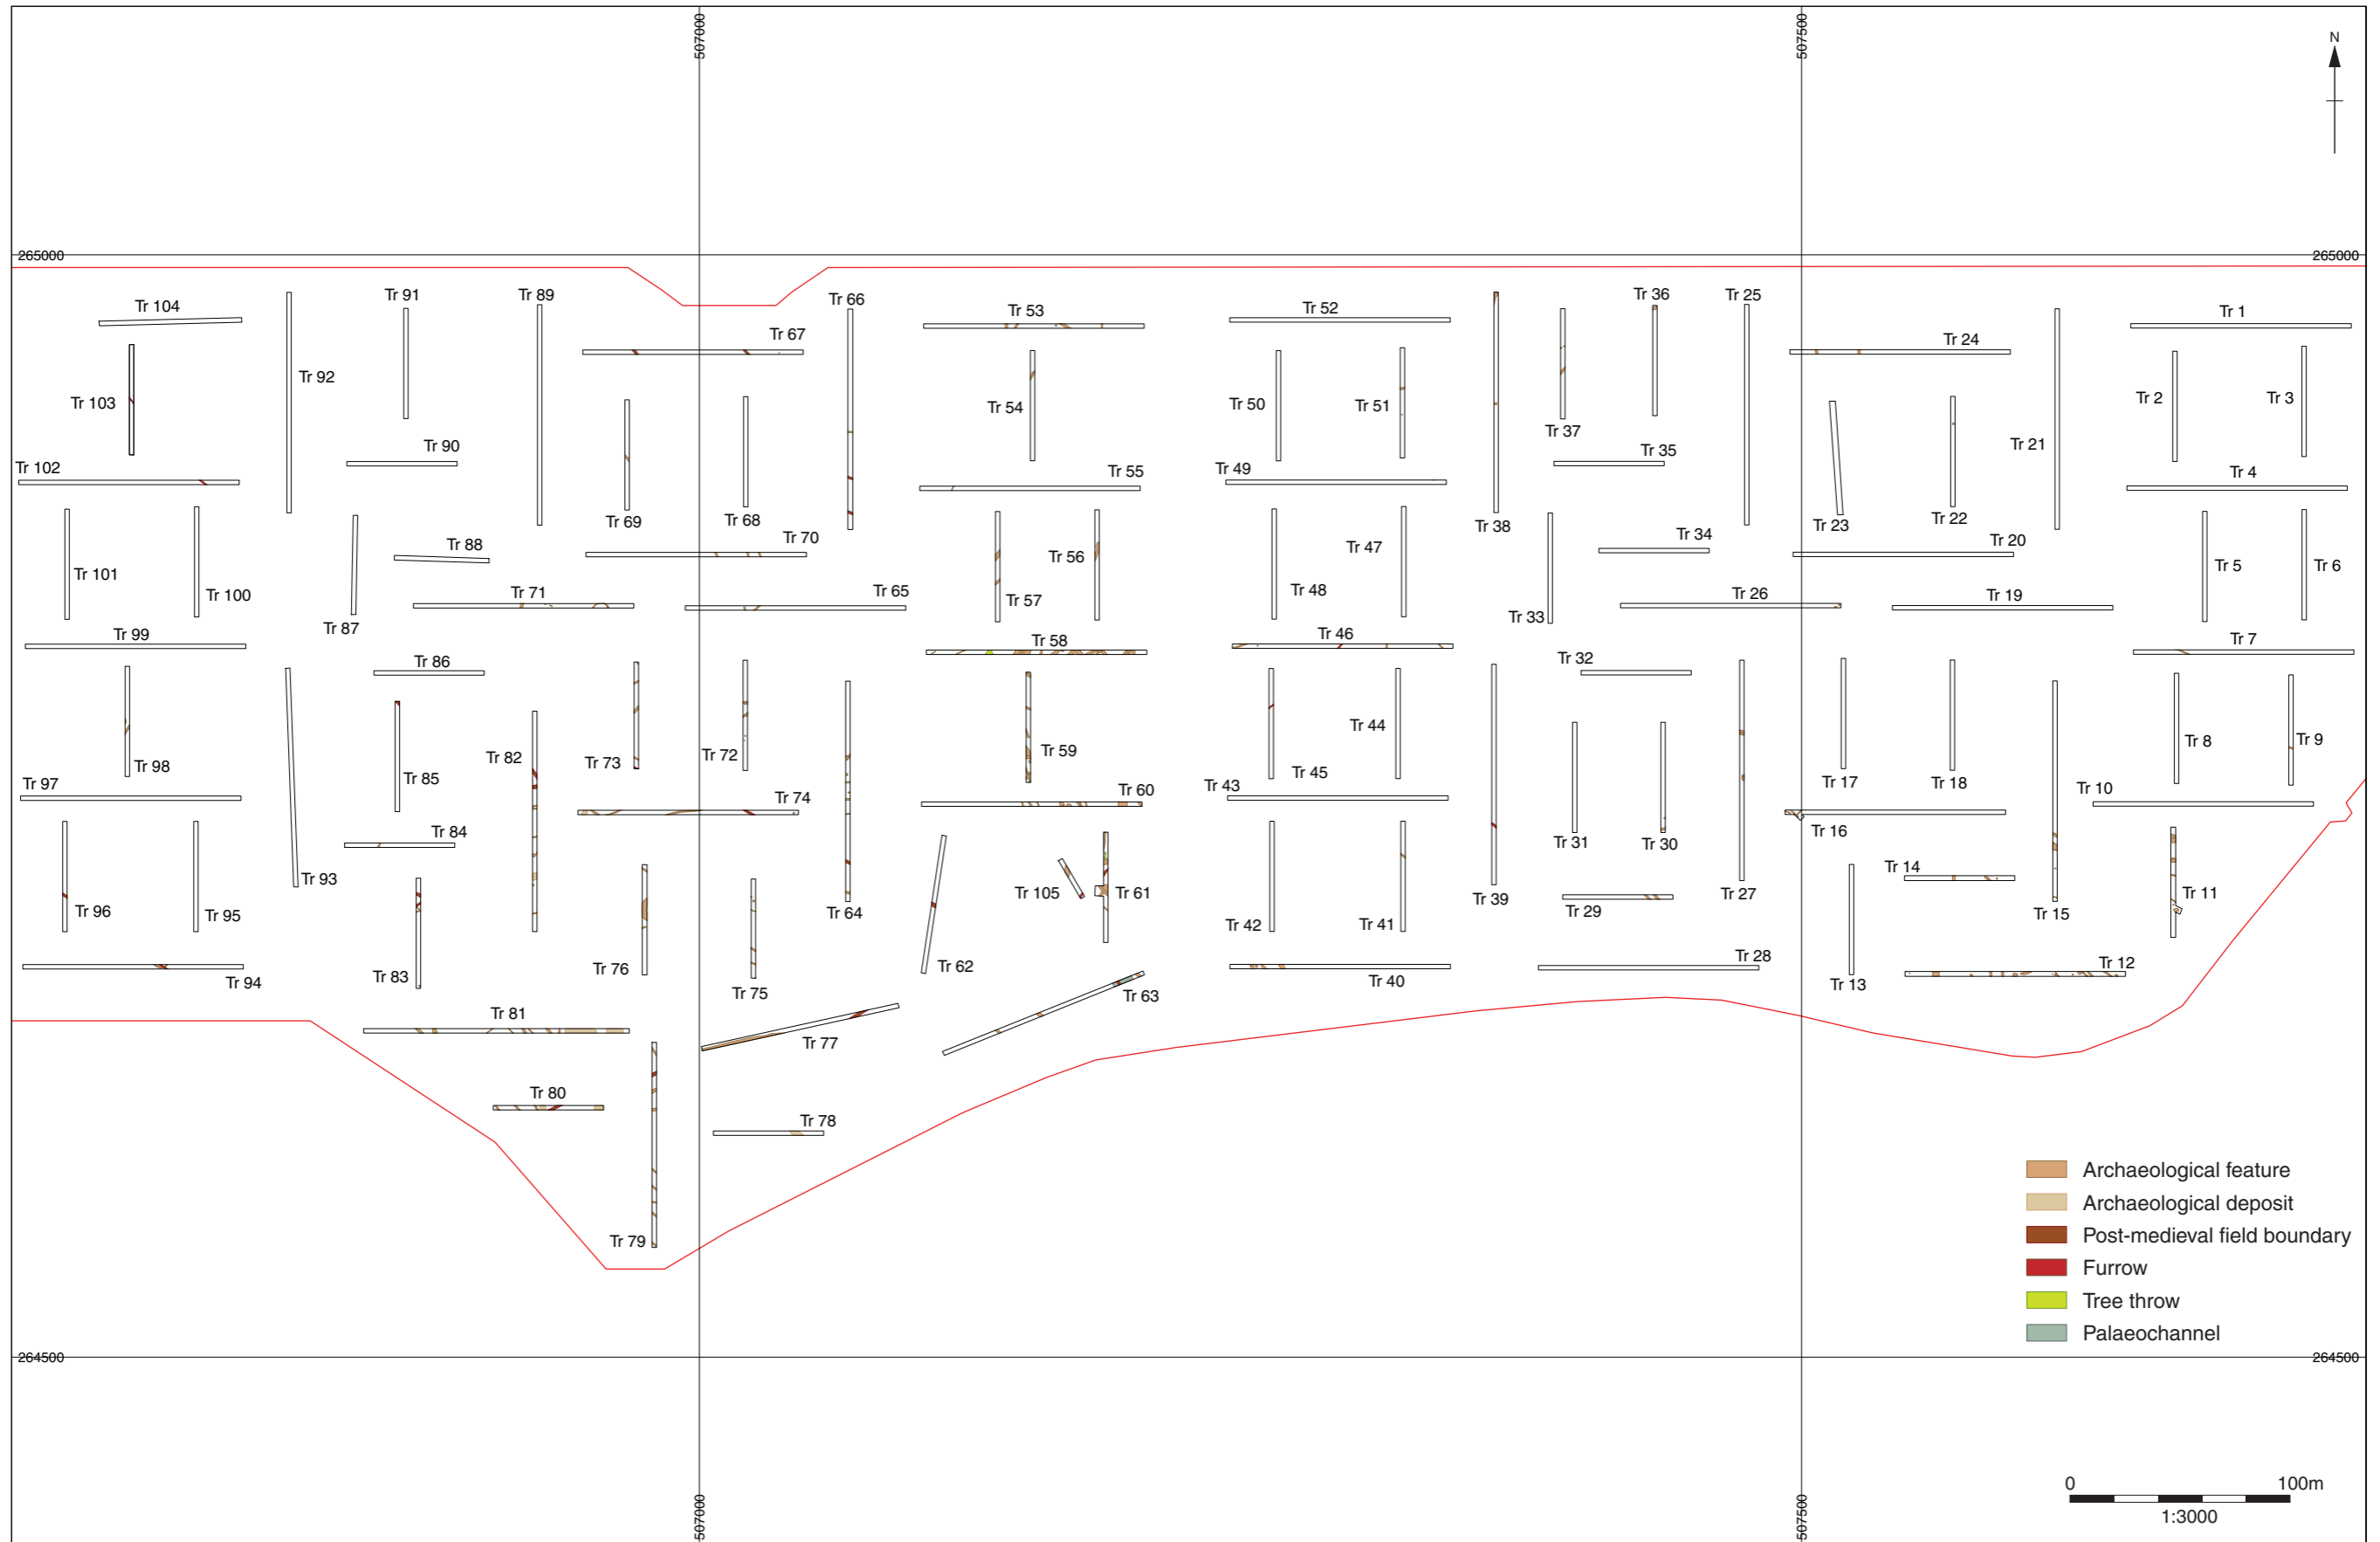 507000
507500
N
265000
265000
Tr 104
Tr 91
Tr 89
Tr 66
Tr 53
Tr 52
Tr 36
Tr 25
Tr 1
Tr 67
Tr 24
Tr 92
Tr 103
Tr 54
Tr 50
Tr 51
Tr 37
Tr 2
Tr 3
Tr 90
Tr 35
Tr 21
Tr 102
Tr 55
Tr 49
Tr 4
Tr 69
Tr 68
Tr 38
Tr 23
Tr 22
Tr 88
Tr 70
Tr 56
Tr 47
Tr 34
Tr 20
Tr 101
Tr 100
Tr 71
Tr 65
Tr 57
Tr 48
Tr 33
Tr 26
Tr 19
Tr 5
Tr 6
Tr 87
Tr 99
Tr 58
Tr 46
Tr 7
Tr 86
Tr 32
Tr 98
Tr 85
Tr 82
Tr 73
Tr 72
Tr 59
Tr 44
Tr 45
Tr 17
Tr 18
Tr 8
Tr 9
Tr 97
Tr 74
Tr 60
Tr 43
Tr 10
Tr 84
Tr 31
Tr 30
Tr 16
Tr 93
Tr 105
Tr 61
Tr 39
Tr 27
Tr 14
Tr 11
Tr 96
Tr 95
Tr 64
Tr 42
Tr 41
Tr 29
Tr 15
Tr 94
Tr 83
Tr 76
Tr 75
Tr 62
Tr 63
Tr 40
Tr 28
Tr 13
Tr 12
Tr 81
Tr 77
Tr 80
Tr 78
Tr 79
Archaeological feature
Archaeological deposit
Post-medieval field boundary
Furrow
Tree throw
Palaeochannel
264500
264500
507000
507500
0 100m
1:3000